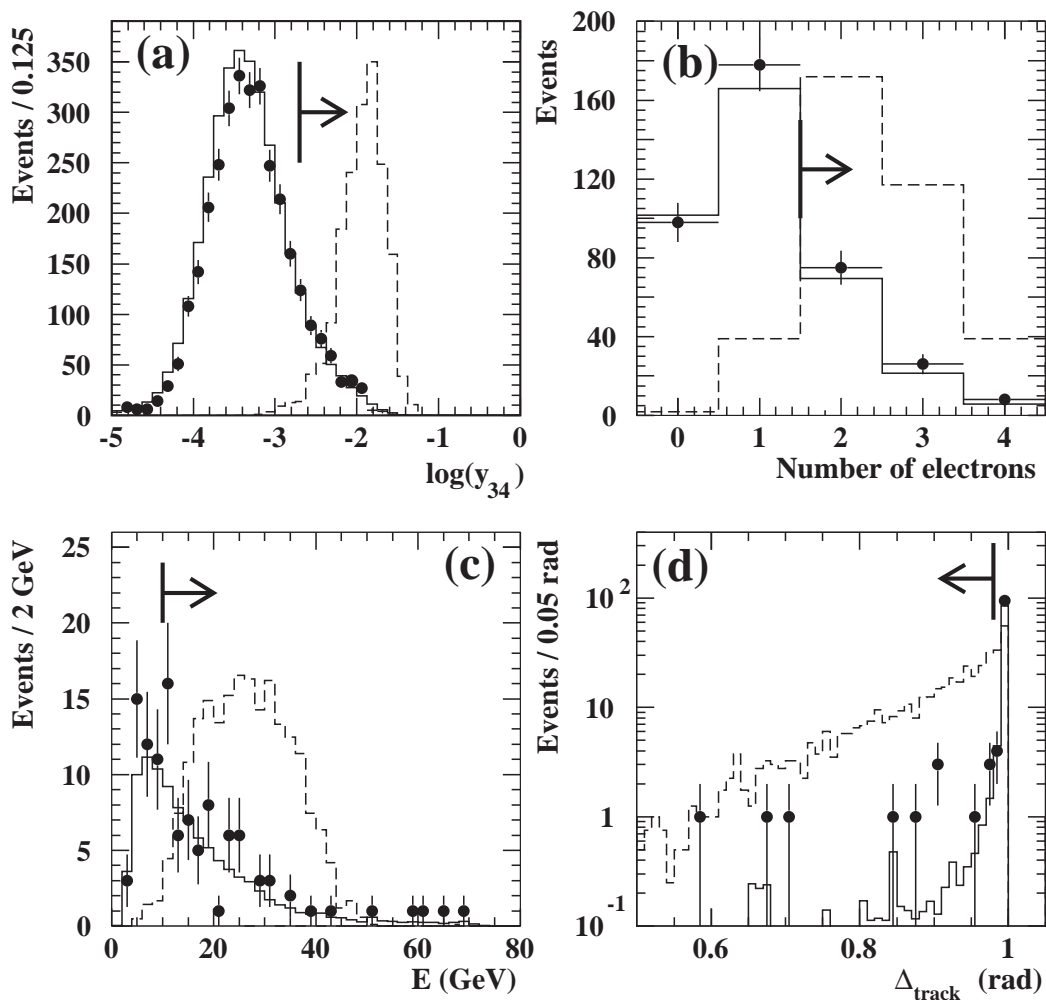 (a)
Events / 0.125
350
300
250
200
150
100
50
0
-5 -4 -3 -2 -1 0
log(y34)
(b)
Events
200
160
120
80
40
0
0 1 2 3 4
Number of electrons
(c)
Events / 2 GeV
25
20
15
10
5
0
0 20 40 60 80
E (GeV)
(d)
Events / 0.05 rad
10^2
10
1
10^-1
0.6 0.8 1
Δtrack (rad)